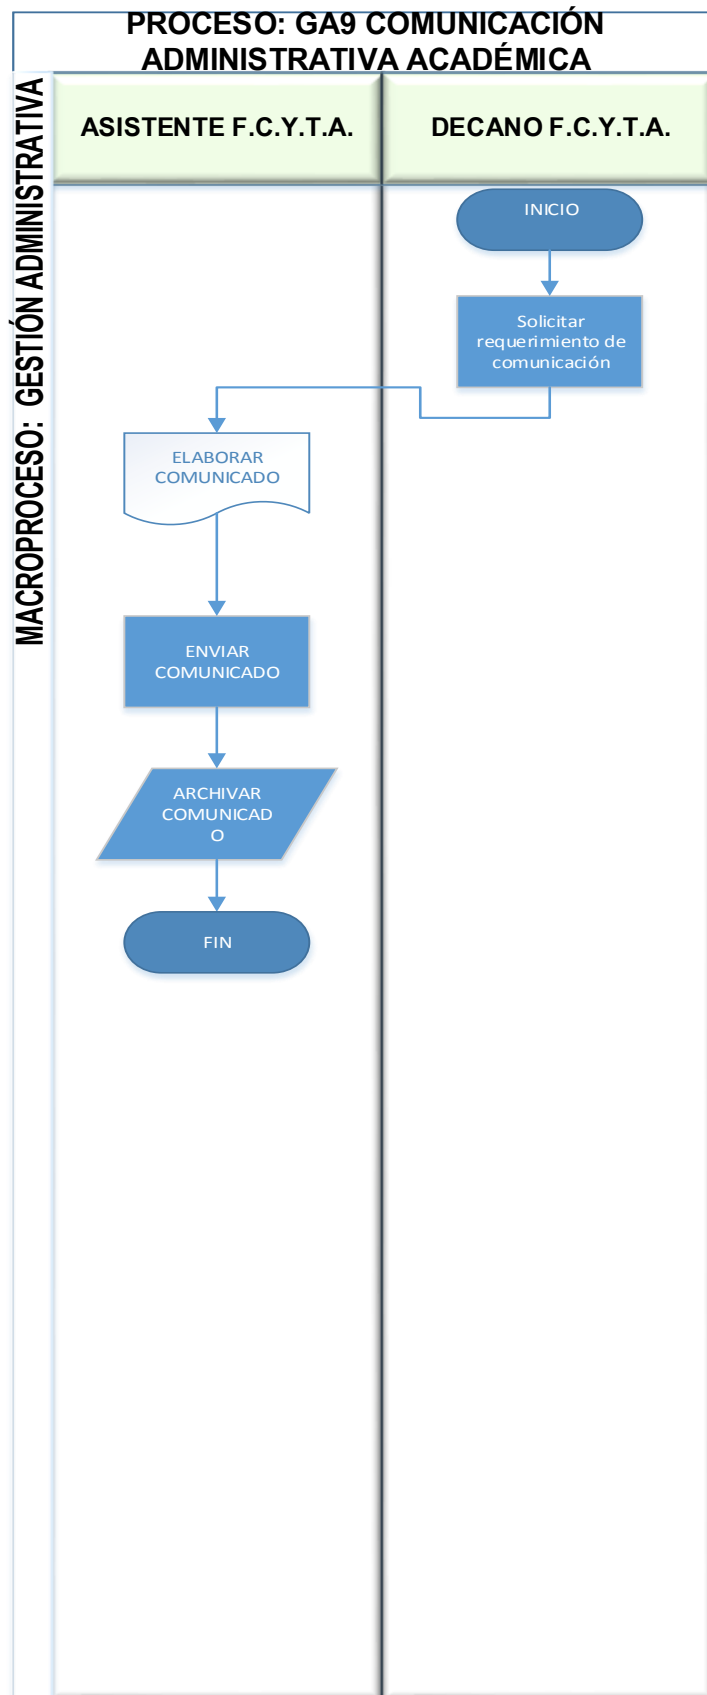 PROCESO: GA9 COMUNICACIÓN
ADMINISTRATIVA ACADÉMICA
MACROPROCESO: GESTIÓN ADMINISTRATIVA
ASISTENTE F.C.Y.T.A.
DECANO F.C.Y.T.A.
INICIO
Solicitar
requerimiento de
comunicación
ELABORAR
COMUNICADO
ENVIAR
COMUNICADO
ARCHIVAR
COMUNICAD
O
FIN